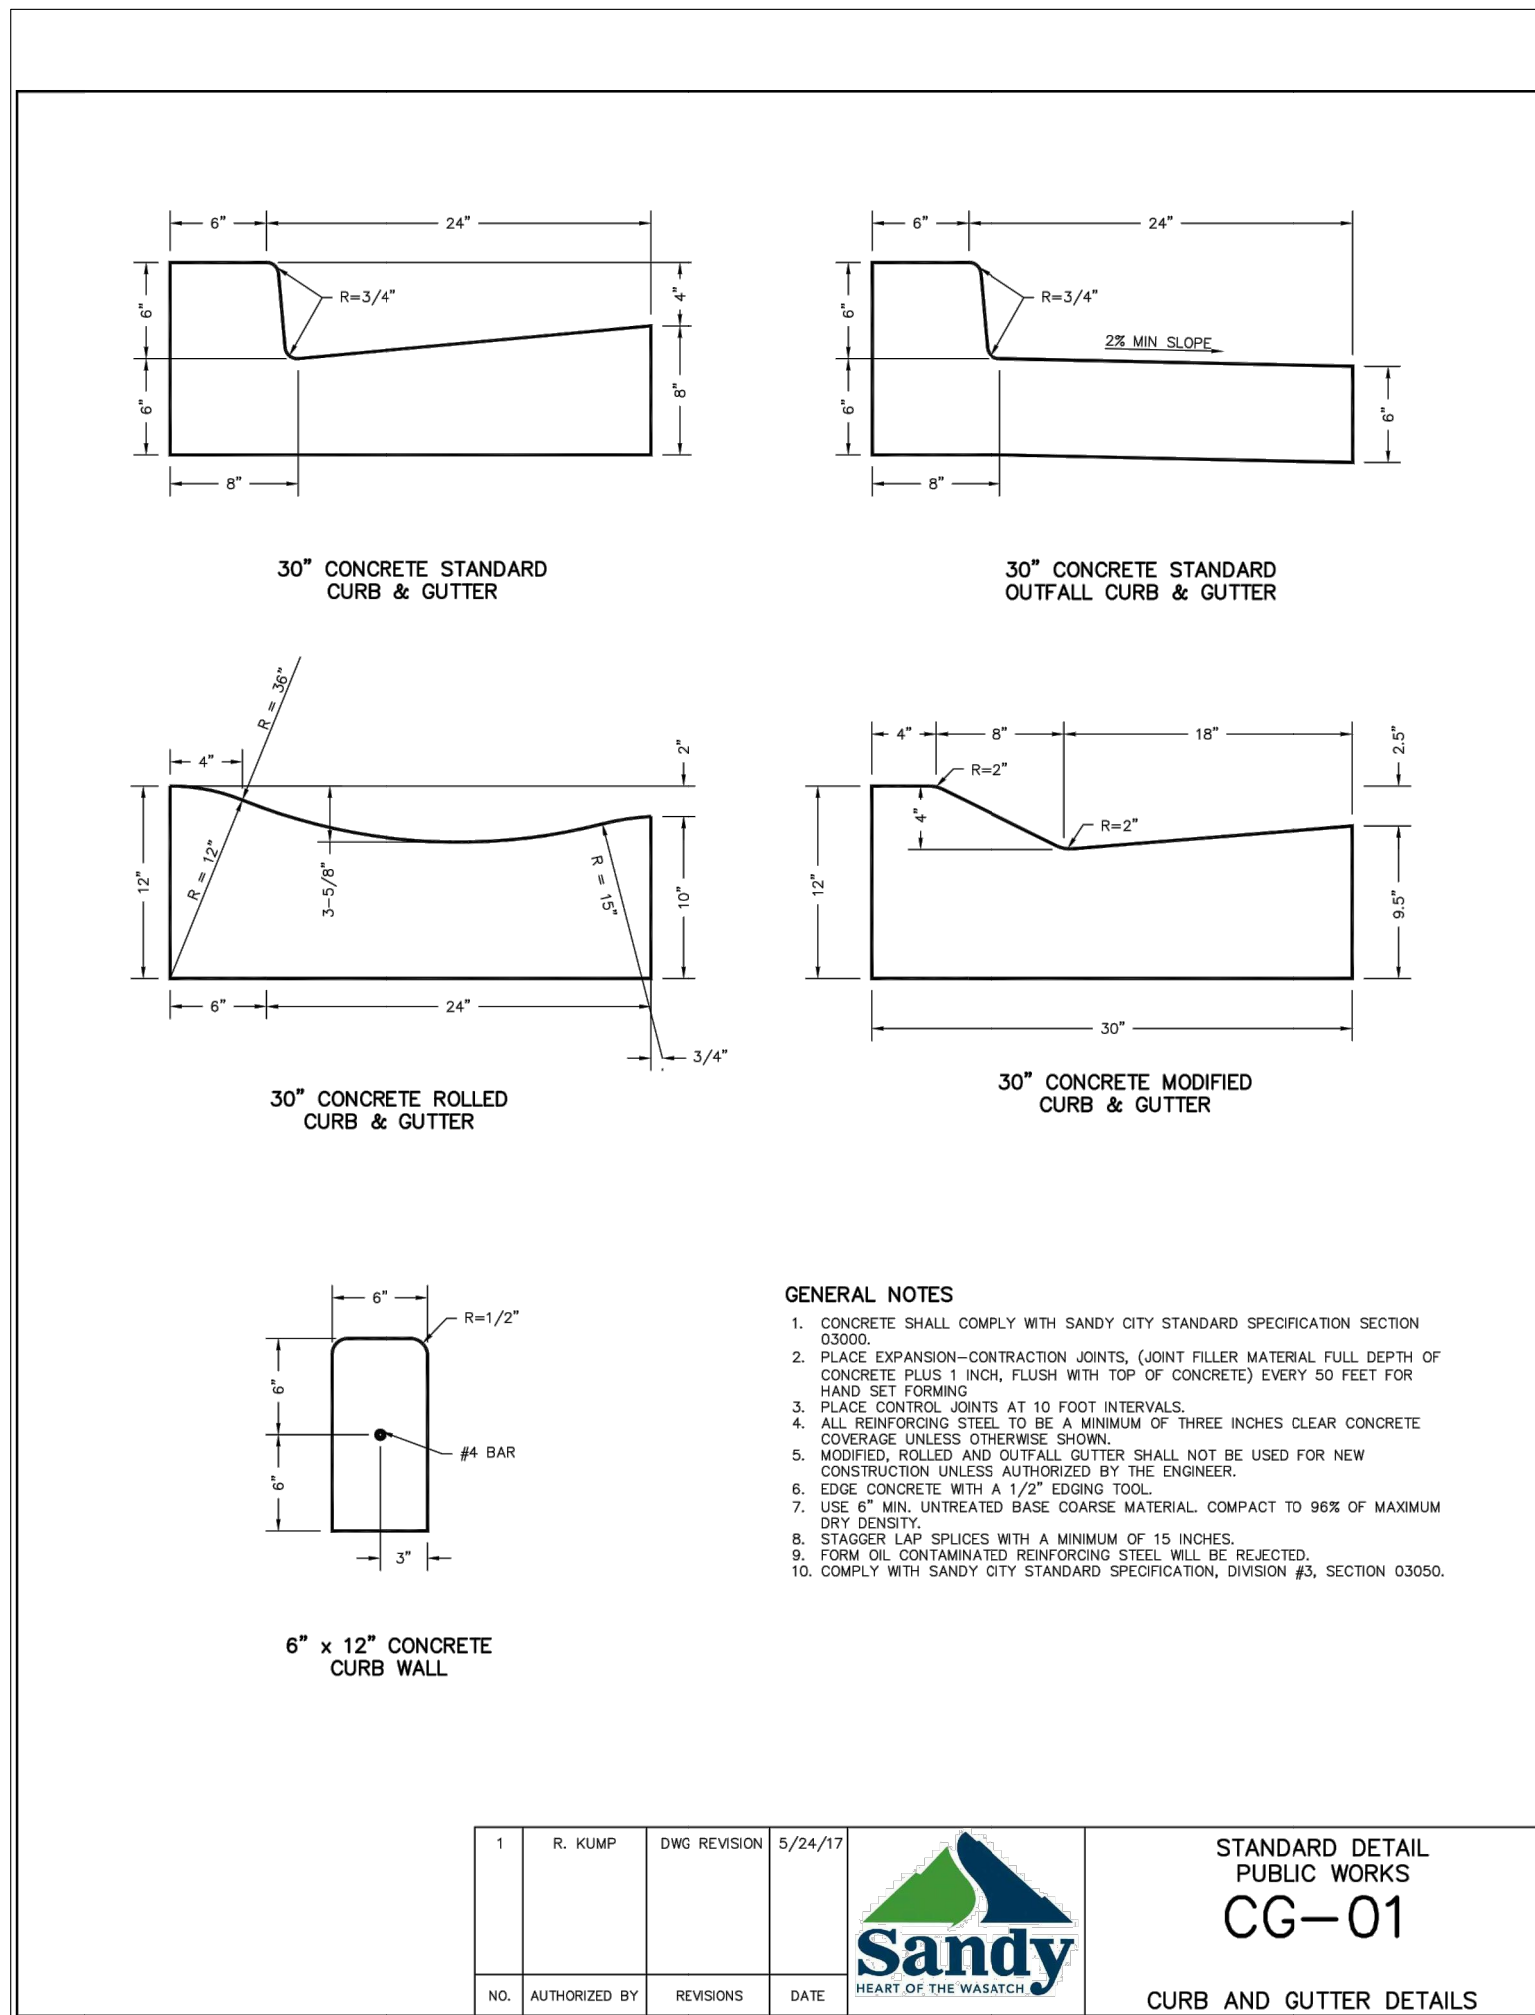 6" 24"
6"
R=3/4"
4"
6"
8"
8"
30" CONCRETE STANDARD
CURB & GUTTER
6" 24"
6"
R=3/4"
2% MIN SLOPE
6"
6"
8"
30" CONCRETE STANDARD
OUTFALL CURB & GUTTER
R = 36"
4"
2"
12"
R = 12"
3-5/8"
R = 15"
10"
6" 24"
3/4"
30" CONCRETE ROLLED
CURB & GUTTER
4" 8" 18"
2.5"
R=2"
4"
R=2"
12"
9.5"
30"
30" CONCRETE MODIFIED
CURB & GUTTER
6"
R=1/2"
6"
#4 BAR
6"
3"
6" x 12" CONCRETE
CURB WALL
GENERAL NOTES
1. CONCRETE SHALL COMPLY WITH SANDY CITY STANDARD SPECIFICATION SECTION
03000.
2. PLACE EXPANSION-CONTRACTION JOINTS, (JOINT FILLER MATERIAL FULL DEPTH OF
CONCRETE PLUS 1 INCH, FLUSH WITH TOP OF CONCRETE) EVERY 50 FEET FOR
HAND SET FORMING
3. PLACE CONTROL JOINTS AT 10 FOOT INTERVALS.
4. ALL REINFORCING STEEL TO BE A MINIMUM OF THREE INCHES CLEAR CONCRETE
COVERAGE UNLESS OTHERWISE SHOWN.
5. MODIFIED, ROLLED AND OUTFALL GUTTER SHALL NOT BE USED FOR NEW
CONSTRUCTION UNLESS AUTHORIZED BY THE ENGINEER.
6. EDGE CONCRETE WITH A 1/2" EDGING TOOL.
7. USE 6" MIN. UNTREATED BASE COARSE MATERIAL. COMPACT TO 96% OF MAXIMUM
DRY DENSITY.
8. STAGGER LAP SPLICES WITH A MINIMUM OF 15 INCHES.
9. FORM OIL CONTAMINATED REINFORCING STEEL WILL BE REJECTED.
10. COMPLY WITH SANDY CITY STANDARD SPECIFICATION, DIVISION #3, SECTION 03050.
1 R. KUMP DWG REVISION 5/24/17
NO. AUTHORIZED BY REVISIONS DATE
Sandy
HEART OF THE WASATCH
STANDARD DETAIL
PUBLIC WORKS
CG-01
CURB AND GUTTER DETAILS